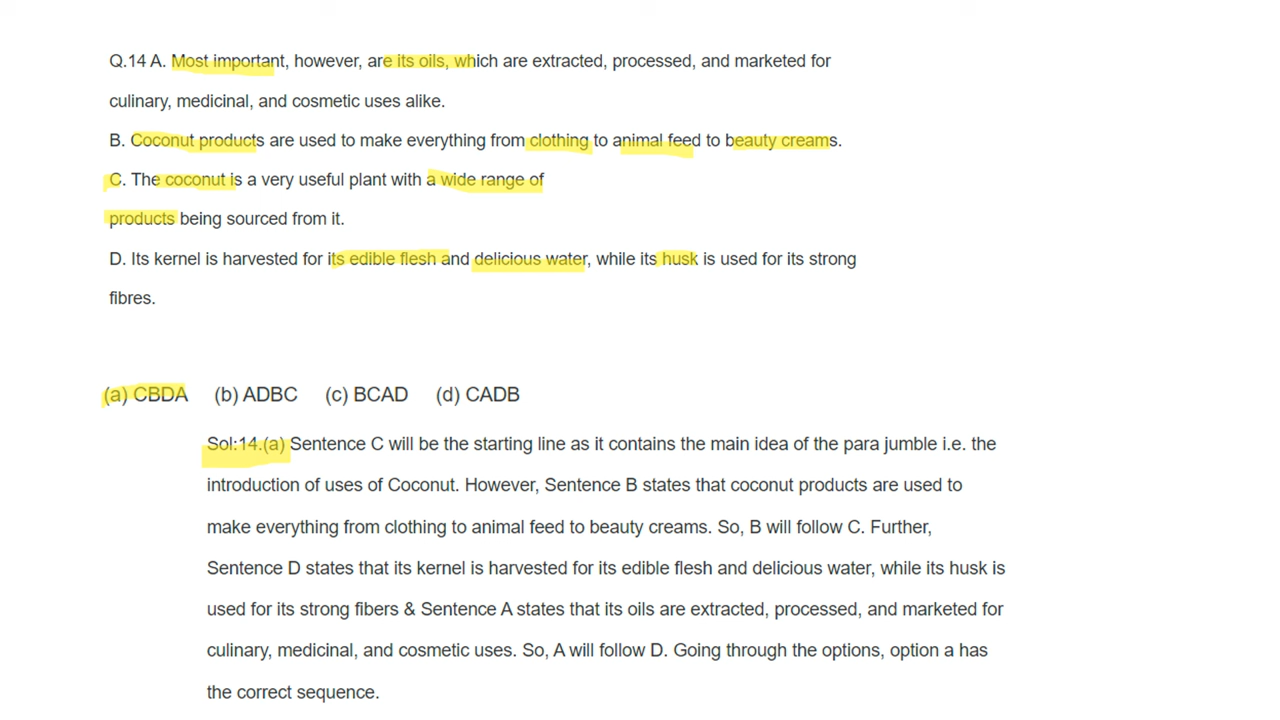 Q.14 A. Most important, however, are its oils, which are extracted, processed, and marketed for
culinary, medicinal, and cosmetic uses alike.
B. Coconut products are used to make everything from clothing to animal feed to beauty creams.
C. The coconut is a very useful plant with a wide range of
products being sourced from it.
D. Its kernel is harvested for its edible flesh and delicious water, while its husk is used for its strong
fibres.
(a) CBDA (b) ADBC (c) BCAD (d) CADB
Sol:14.(a) Sentence C will be the starting line as it contains the main idea of the para jumble i.e. the
introduction of uses of Coconut. However, Sentence B states that coconut products are used to
make everything from clothing to animal feed to beauty creams. So, B will follow C. Further,
Sentence D states that its kernel is harvested for its edible flesh and delicious water, while its husk is
used for its strong fibers & Sentence A states that its oils are extracted, processed, and marketed for
culinary, medicinal, and cosmetic uses. So, A will follow D. Going through the options, option a has
the correct sequence.